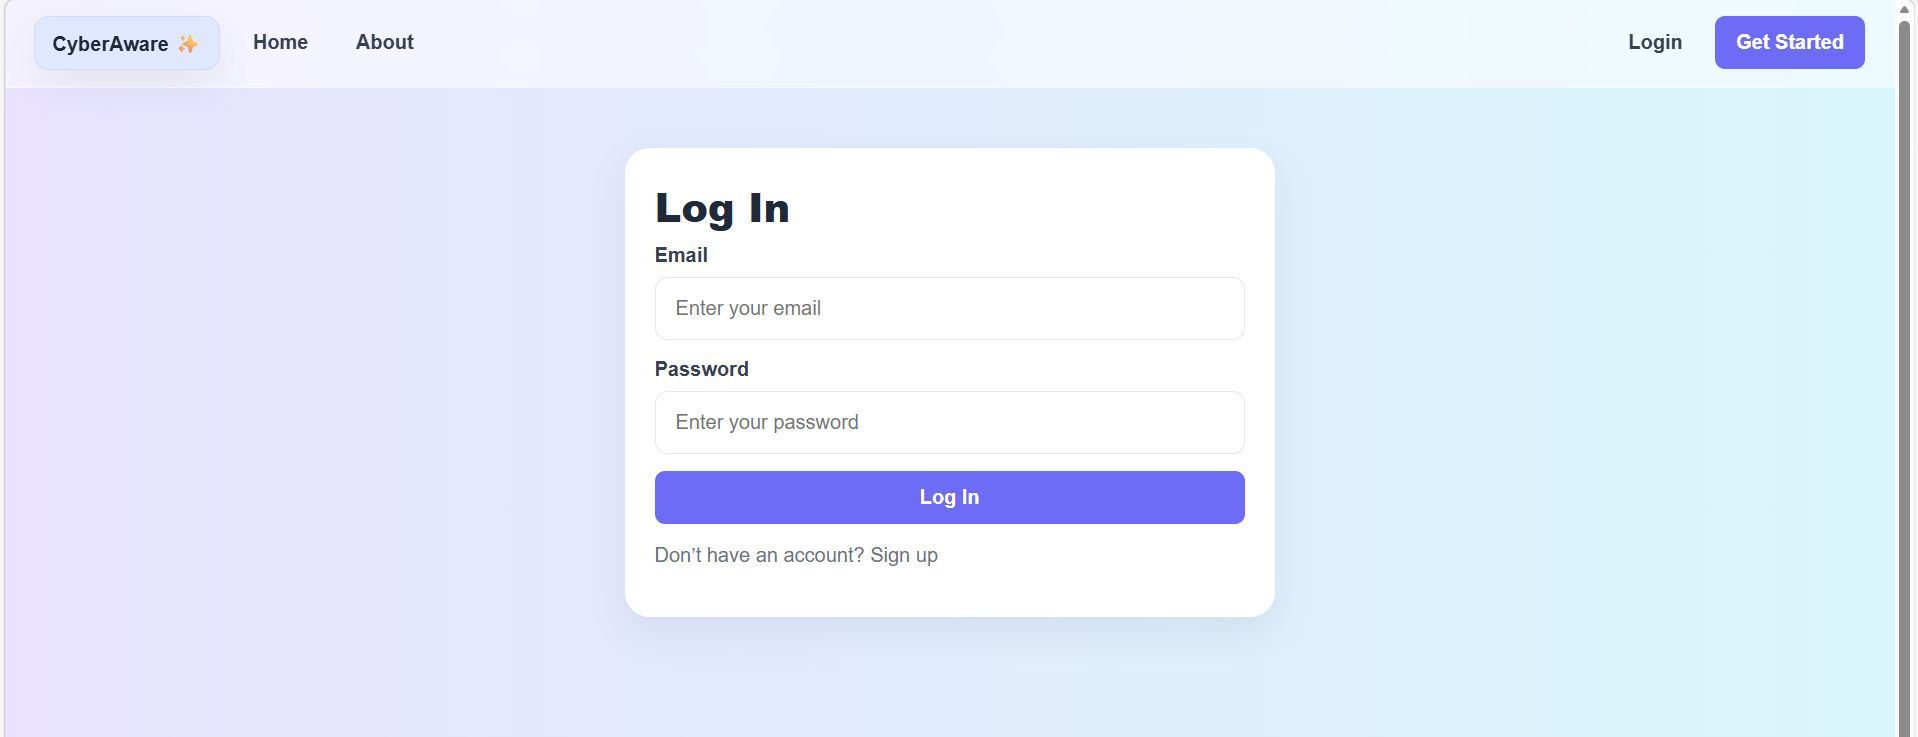 CyberAware ✨ Home About Login Get Started
Log In
Email
Enter your email
Password
Enter your password
Log In
Don’t have an account? Sign up